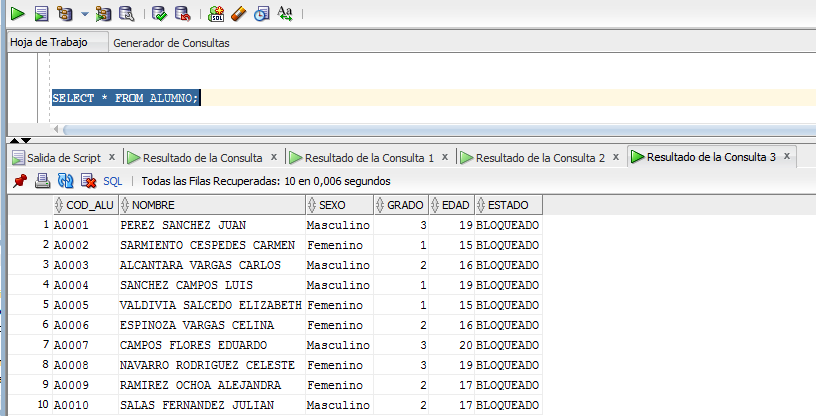 SQL
Aa
Hoja de Trabajo Generador de Consultas
SELECT * FROM ALUMNO;
Salida de Script x Resultado de la Consulta x Resultado de la Consulta 1 x Resultado de la Consulta 2 x Resultado de la Consulta 3 x
SQL | Todas las Filas Recuperadas: 10 en 0,006 segundos
COD_ALU NOMBRE SEXO GRADO EDAD ESTADO
1 A0001 PEREZ SANCHEZ JUAN Masculino 3 19 BLOQUEADO
2 A0002 SARMIENTO CESPEDES CARMEN Femenino 1 15 BLOQUEADO
3 A0003 ALCANTARA VARGAS CARLOS Masculino 2 16 BLOQUEADO
4 A0004 SANCHEZ CAMPOS LUIS Masculino 1 19 BLOQUEADO
5 A0005 VALDIVIA SALCEDO ELIZABETH Femenino 1 15 BLOQUEADO
6 A0006 ESPINOZA VARGAS CELINA Femenino 2 16 BLOQUEADO
7 A0007 CAMPOS FLORES EDUARDO Masculino 3 20 BLOQUEADO
8 A0008 NAVARRO RODRIGUEZ CELESTE Femenino 3 19 BLOQUEADO
9 A0009 RAMIREZ OCHOA ALEJANDRA Femenino 2 17 BLOQUEADO
10 A0010 SALAS FERNANDEZ JULIAN Masculino 2 17 BLOQUEADO